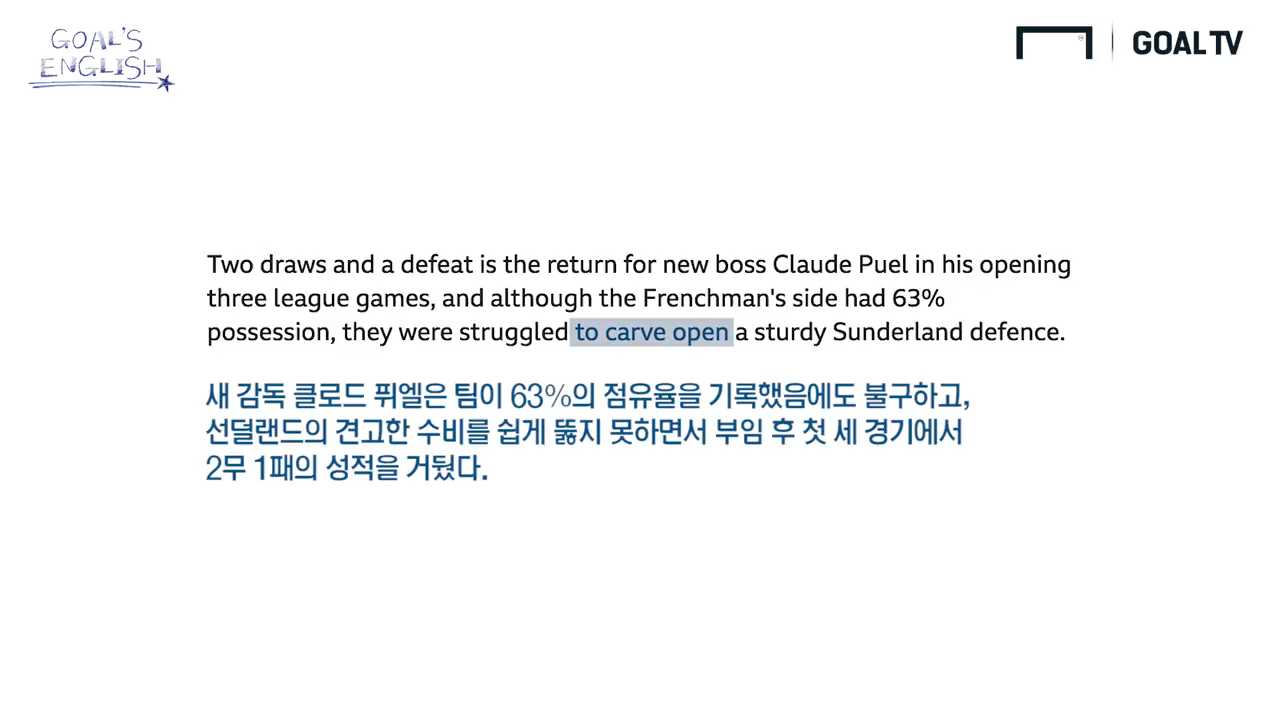 GOAL'S
ENGLISH
GOAL TV
Two draws and a defeat is the return for new boss Claude Puel in his opening
three league games, and although the Frenchman's side had 63%
possession, they were struggled to carve open a sturdy Sunderland defence.
새 감독 클로드 퓌엘은 팀이 63%의 점유율을 기록했음에도 불구하고,
선덜랜드의 견고한 수비를 쉽게 뚫지 못하면서 부임 후 첫 세 경기에서
2무 1패의 성적을 거뒀다.